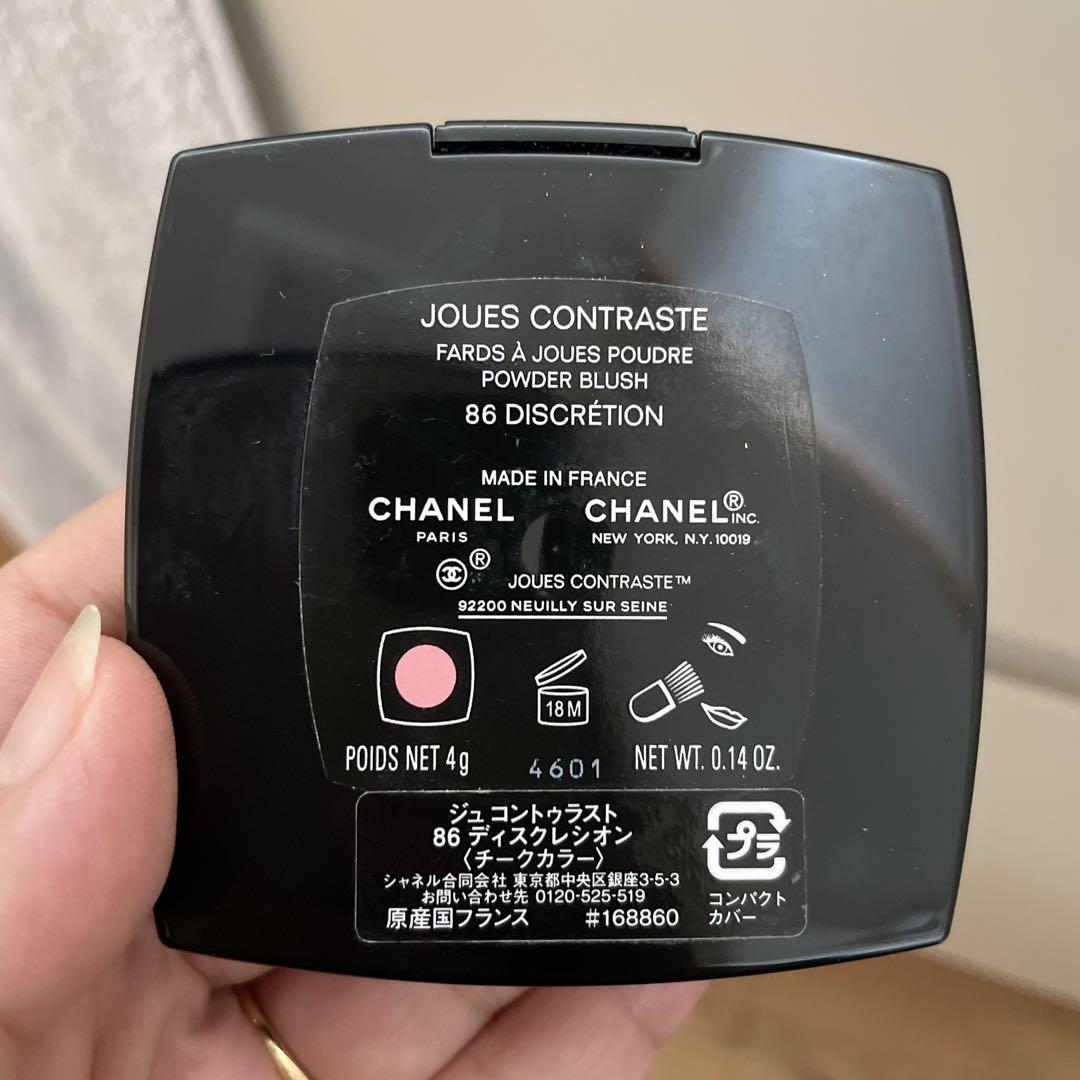 JOUES CONTRASTE
FARDS À JOUES POUDRE
POWDER BLUSH
86 DISCRÉTION
MADE IN FRANCE
CHANEL CHANEL® INC.
PARIS NEW YORK, N.Y. 10019
® JOUES CONTRASTE™
92200 NEUILLY SUR SEINE
18M
POIDS NET 4g 4601 NET WT. 0.14 OZ.
ジュ コントゥラスト
86 ディスクレシオン
〈チークカラー〉
シャネル合同会社 東京都中央区銀座3-5-3
お問い合わせ先 0120-525-519
原産国フランス #168860
プラ
コンパクト
カバー